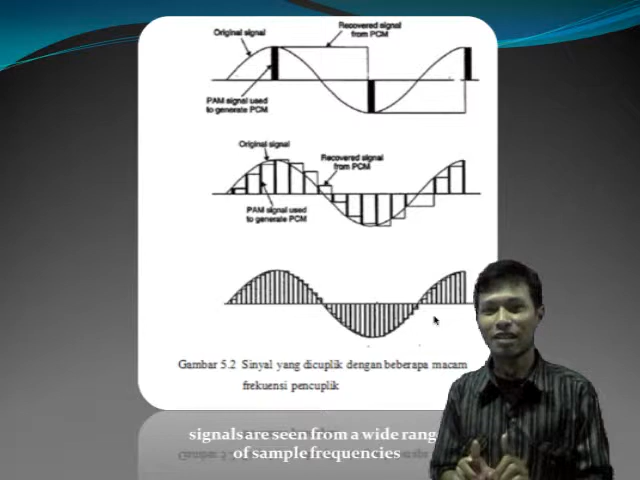 Recovered signal
from PCM
Original signal
PAM signal used
to generate PCM
Original signal
Recovered signal
from PCM
PAM signal used
to generate PCM
Gambar 5.2 Sinyal yang dicuplik dengan beberapa macam
frekuensi pencuplik
signals are seen from a wide range
of sample frequencies